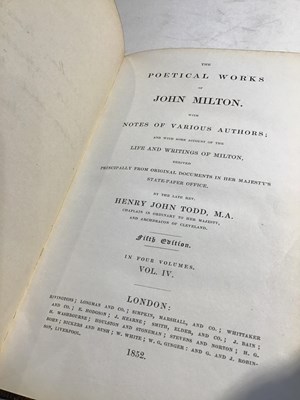 THE
POETICAL WORKS
OF
JOHN MILTON.
WITH
NOTES OF VARIOUS AUTHORS;
AND WITH SOME ACCOUNT OF THE
LIFE AND WRITINGS OF MILTON,
DERIVED
PRINCIPALLY FROM ORIGINAL DOCUMENTS IN HER MAJESTY'S
STATE-PAPER OFFICE.
BY THE LATE REV.
HENRY JOHN TODD, M.A.
CHAPLAIN IN ORDINARY TO HER MAJESTY,
AND ARCHDEACON OF CLEVELAND.
Fifth Edition.
IN FOUR VOLUMES.
VOL. IV.
LONDON:
RIVINGTONS; LONGMAN AND CO.; SIMPKIN, MARSHALL, AND CO.; WHITTAKER
AND CO.; E. HODGSON; J. HEARNE; SMITH, ELDER, AND CO.; J. BAIN;
H. WASHBOURNE; HOULSTON AND STONEMAN; STEVENS AND NORTON; H. G.
BOHN; BICKERS AND BUSH; W. WHITE; W. G. GINGER: AND G. AND J. ROBIN-
SON, LIVERPOOL.
1852.